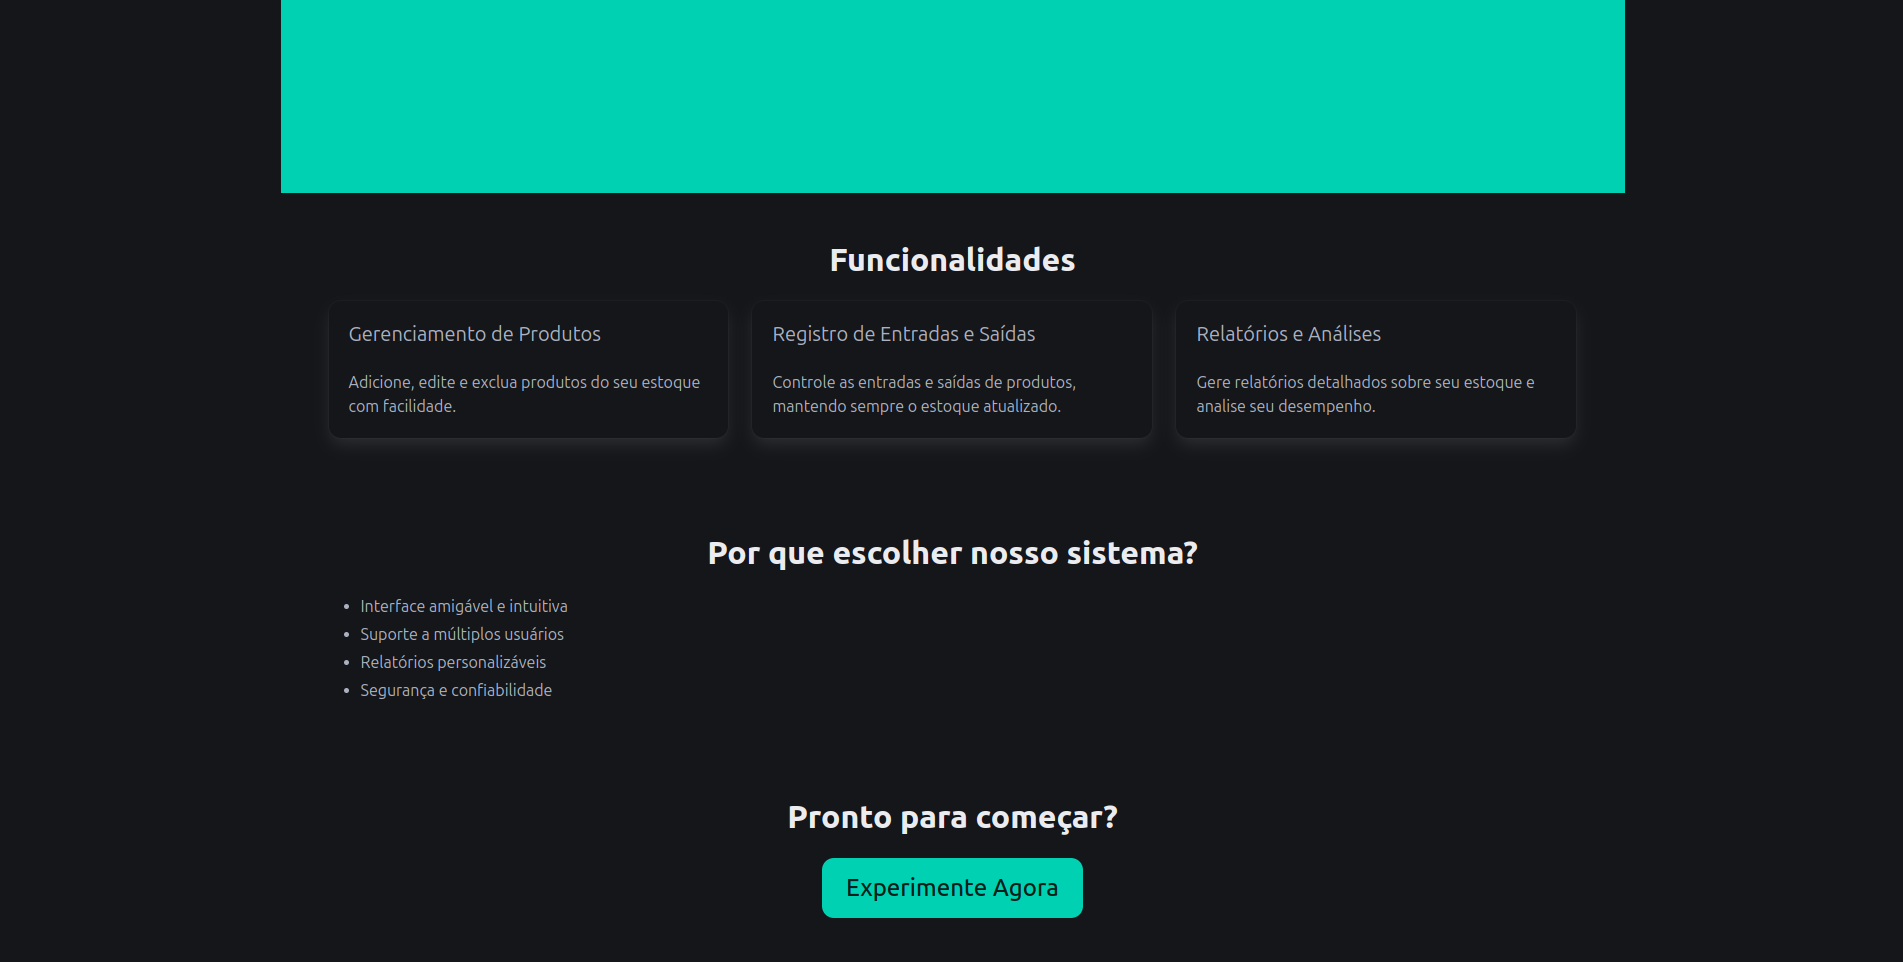 Funcionalidades
Gerenciamento de Produtos
Adicione, edite e exclua produtos do seu estoque
com facilidade.
Registro de Entradas e Saídas
Controle as entradas e saídas de produtos,
mantendo sempre o estoque atualizado.
Relatórios e Análises
Gere relatórios detalhados sobre seu estoque e
analise seu desempenho.
Por que escolher nosso sistema?
• Interface amigável e intuitiva
• Suporte a múltiplos usuários
• Relatórios personalizáveis
• Segurança e confiabilidade
Pronto para começar?
Experimente Agora